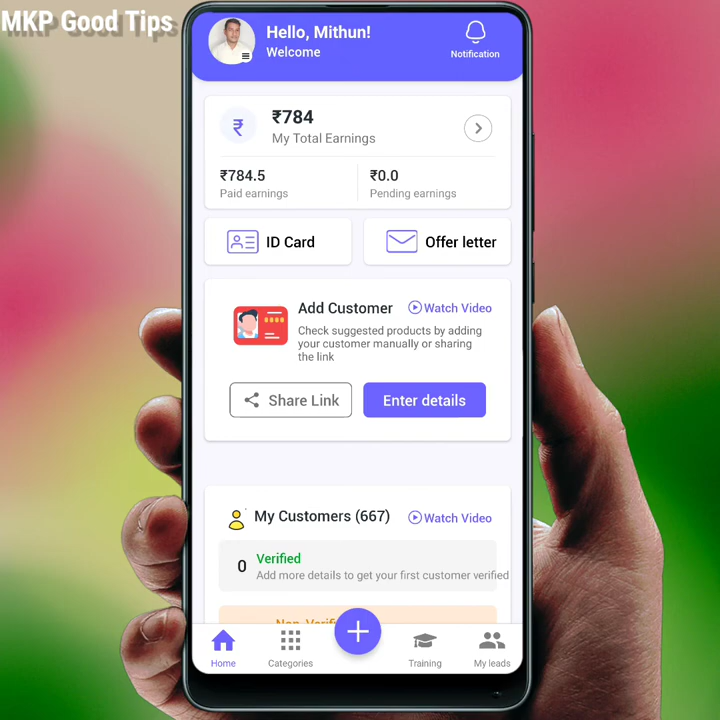 MKP Good Tips
Hello, Mithun!
Welcome
Notification
₹
₹784
My Total Earnings
₹784.5
Paid earnings
₹0.0
Pending earnings
ID Card
Offer letter
Add Customer
Watch Video
Check suggested products by adding
your customer manually or sharing
the link
Share Link
Enter details
My Customers (667)
Watch Video
0
Verified
Add more details to get your first customer verified
Home
Categories
Training
My leads